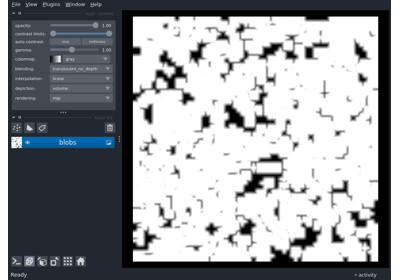 File View Plugins Window Help
opacity: 1.00
contrast limits:
auto-contrast: once continuous
gamma: 1.00
colormap: gray
blending: translucent_no_depth
interpolation: linear
depiction: volume
rendering: mip
blobs
Ready
activity